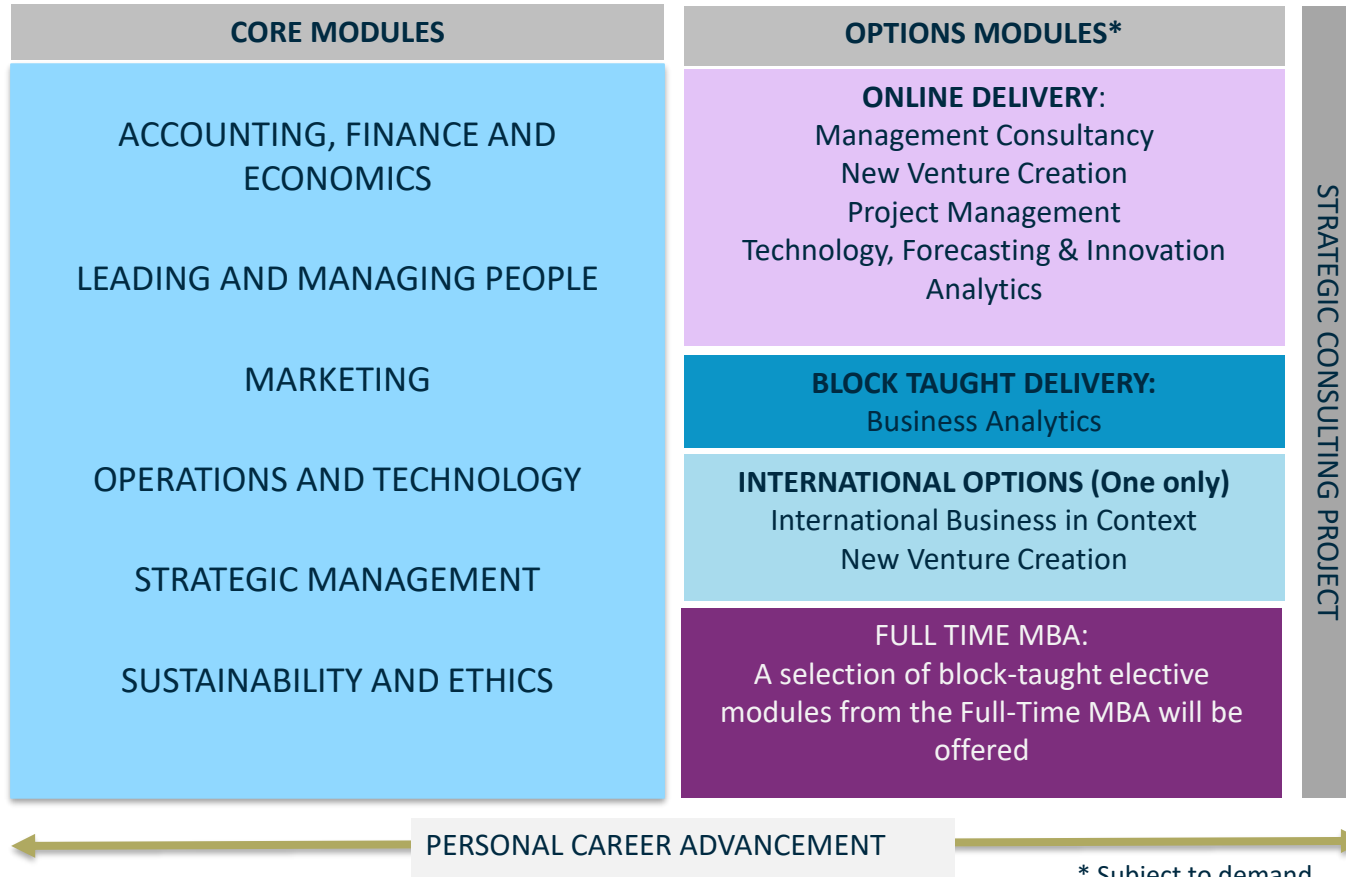 CORE MODULES
ACCOUNTING, FINANCE AND
ECONOMICS
LEADING AND MANAGING PEOPLE
MARKETING
OPERATIONS AND TECHNOLOGY
STRATEGIC MANAGEMENT
SUSTAINABILITY AND ETHICS
OPTIONS MODULES*
ONLINE DELIVERY:
Management Consultancy
New Venture Creation
Project Management
Technology, Forecasting & Innovation
Analytics
BLOCK TAUGHT DELIVERY:
Business Analytics
INTERNATIONAL OPTIONS (One only)
International Business in Context
New Venture Creation
FULL TIME MBA:
A selection of block-taught elective
modules from the Full-Time MBA will be
offered
STRATEGIC CONSULTING PROJECT
PERSONAL CAREER ADVANCEMENT
* Subject to demand